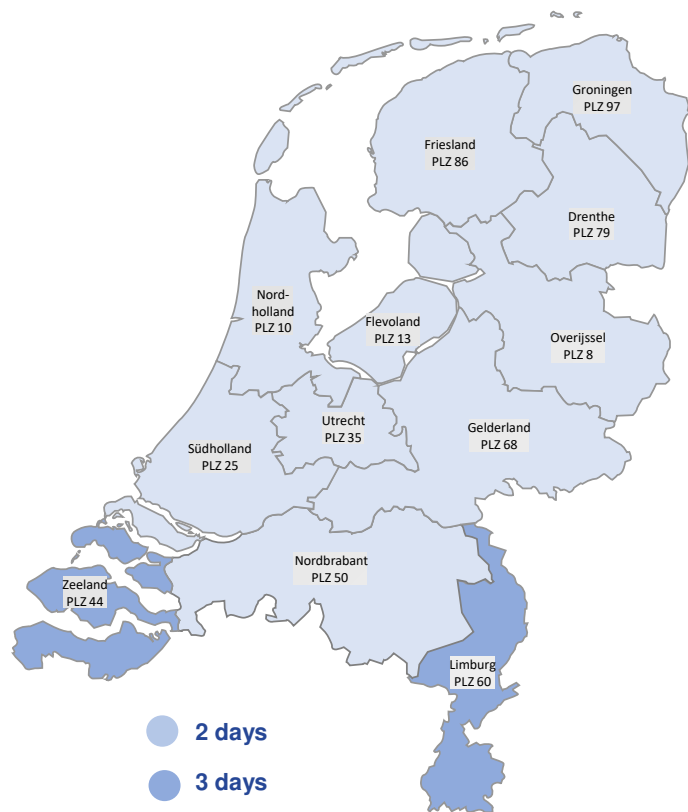 Groningen
PLZ 97
Friesland
PLZ 86
Drenthe
PLZ 79
Nord-
holland
PLZ 10
Flevoland
PLZ 13
Overijssel
PLZ 8
Utrecht
PLZ 35
Gelderland
PLZ 68
Südholland
PLZ 25
Nordbrabant
PLZ 50
Zeeland
PLZ 44
Limburg
PLZ 60
2 days
3 days